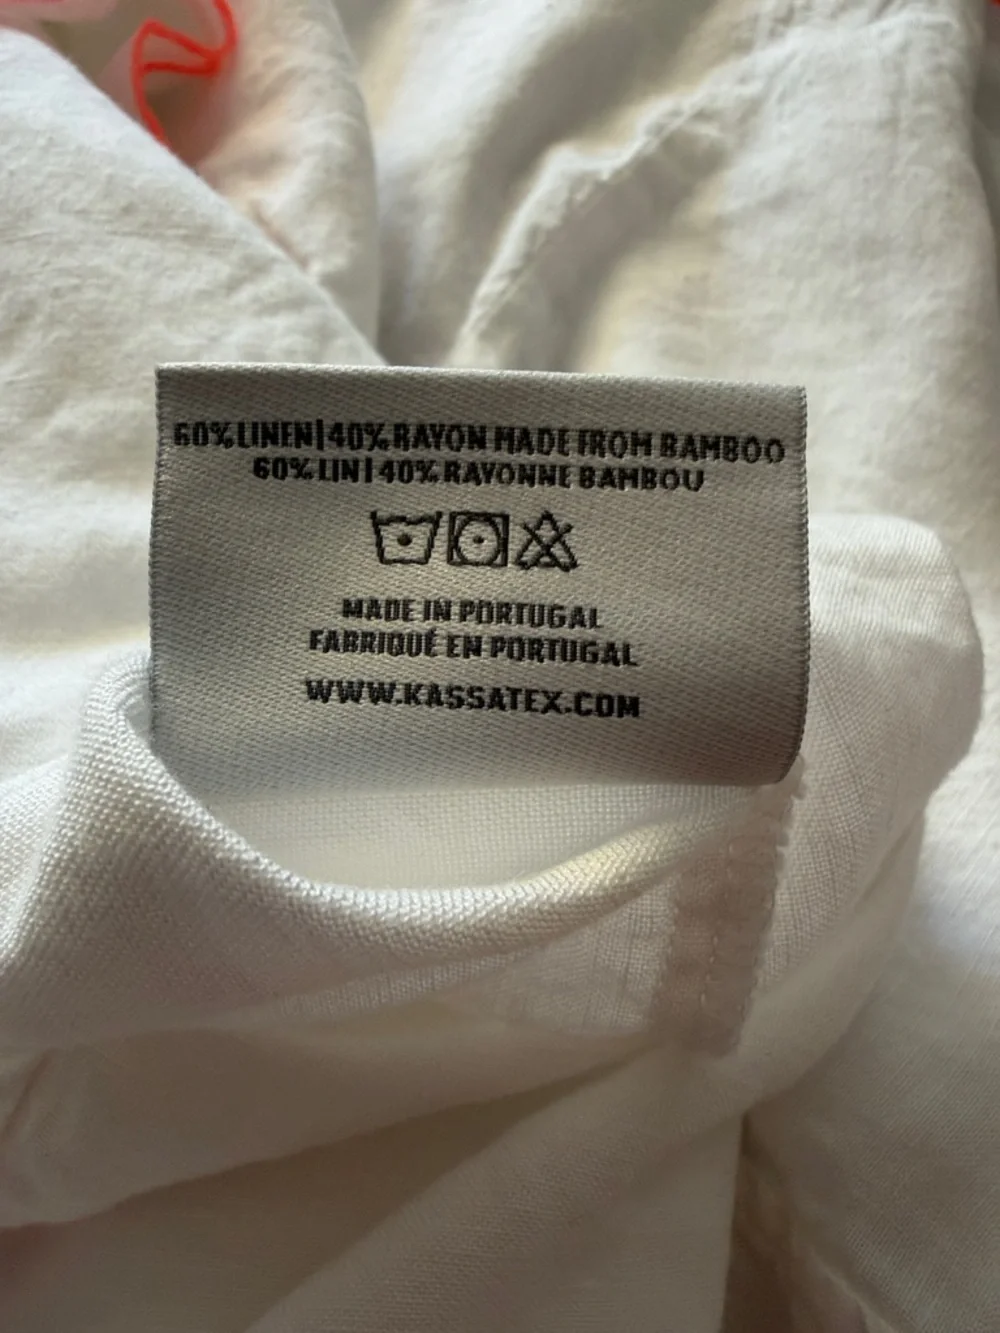 60% LINEN | 40% RAYON MADE FROM BAMBOO
60% LIN | 40% RAYONNE BAMBOU
MADE IN PORTUGAL
FABRIQUÉ EN PORTUGAL
WWW.KASSATEX.COM